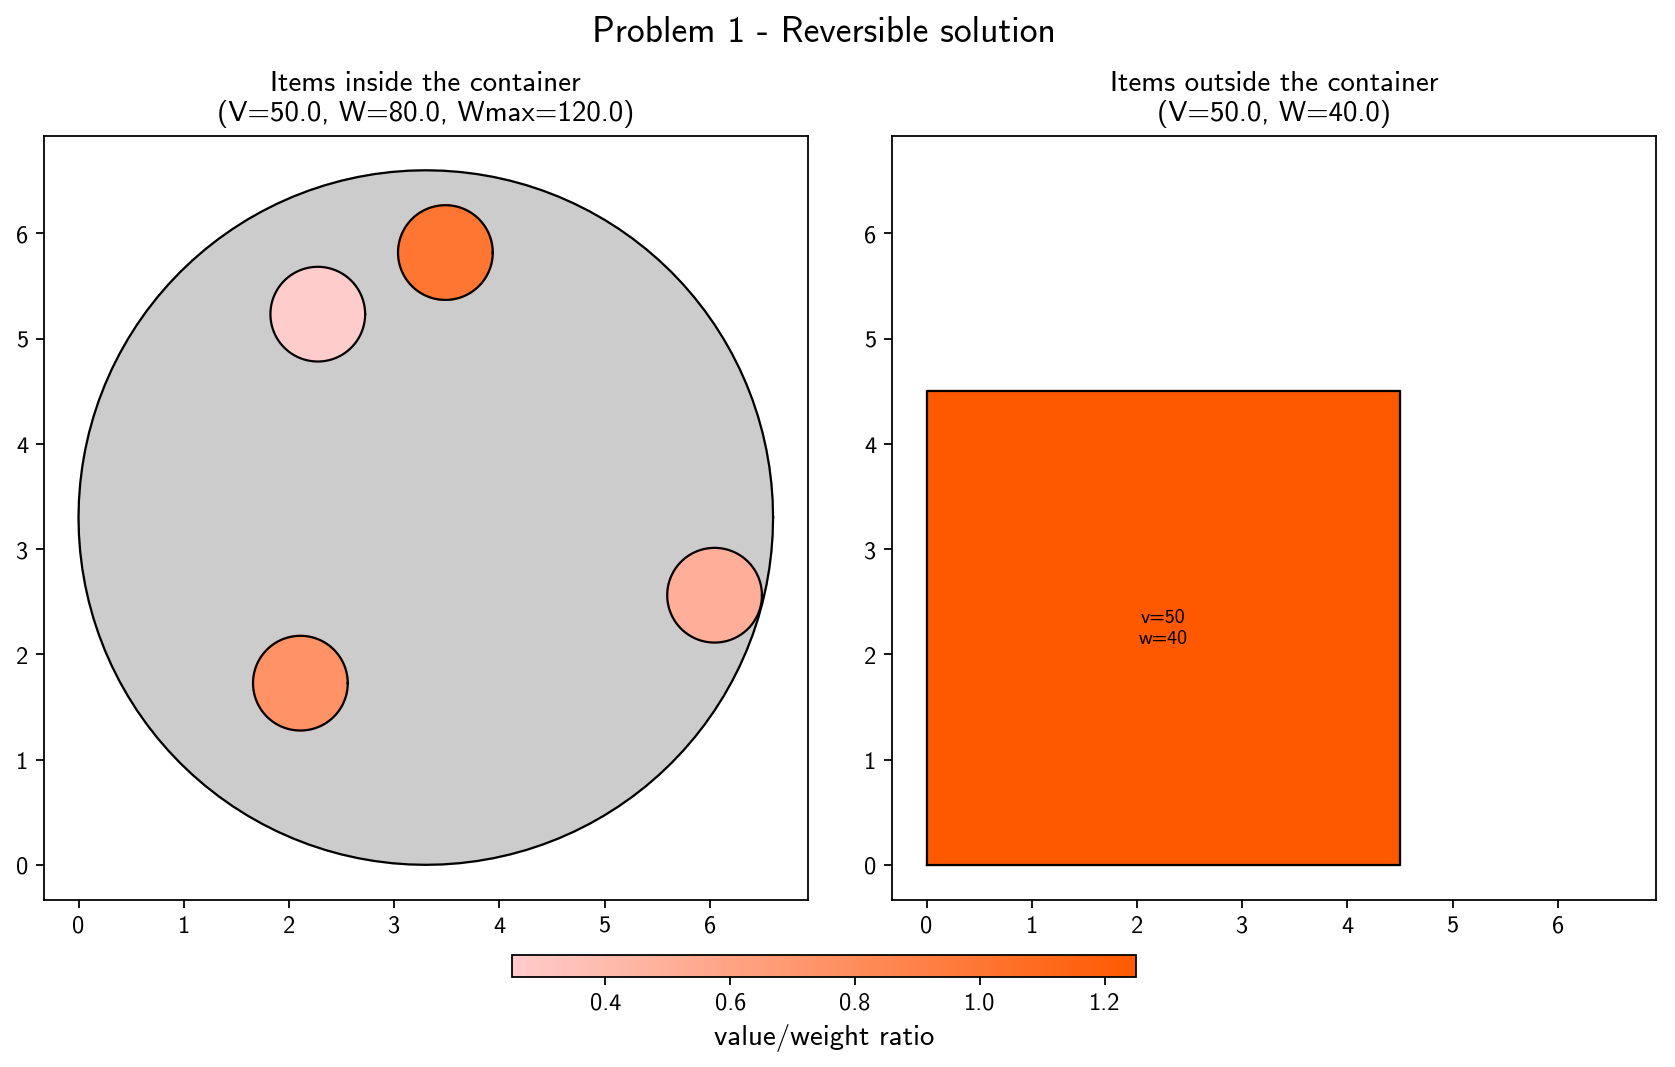 Problem 1 - Reversible solution
Items inside the container
(V=50.0, W=80.0, Wmax=120.0)
6
5
4
3
2
1
0
0 1 2 3 4 5 6
Items outside the container
(V=50.0, W=40.0)
6
5
4
3
2
1
0
v=50
w=40
0 1 2 3 4 5 6
0.4 0.6 0.8 1.0 1.2
value/weight ratio